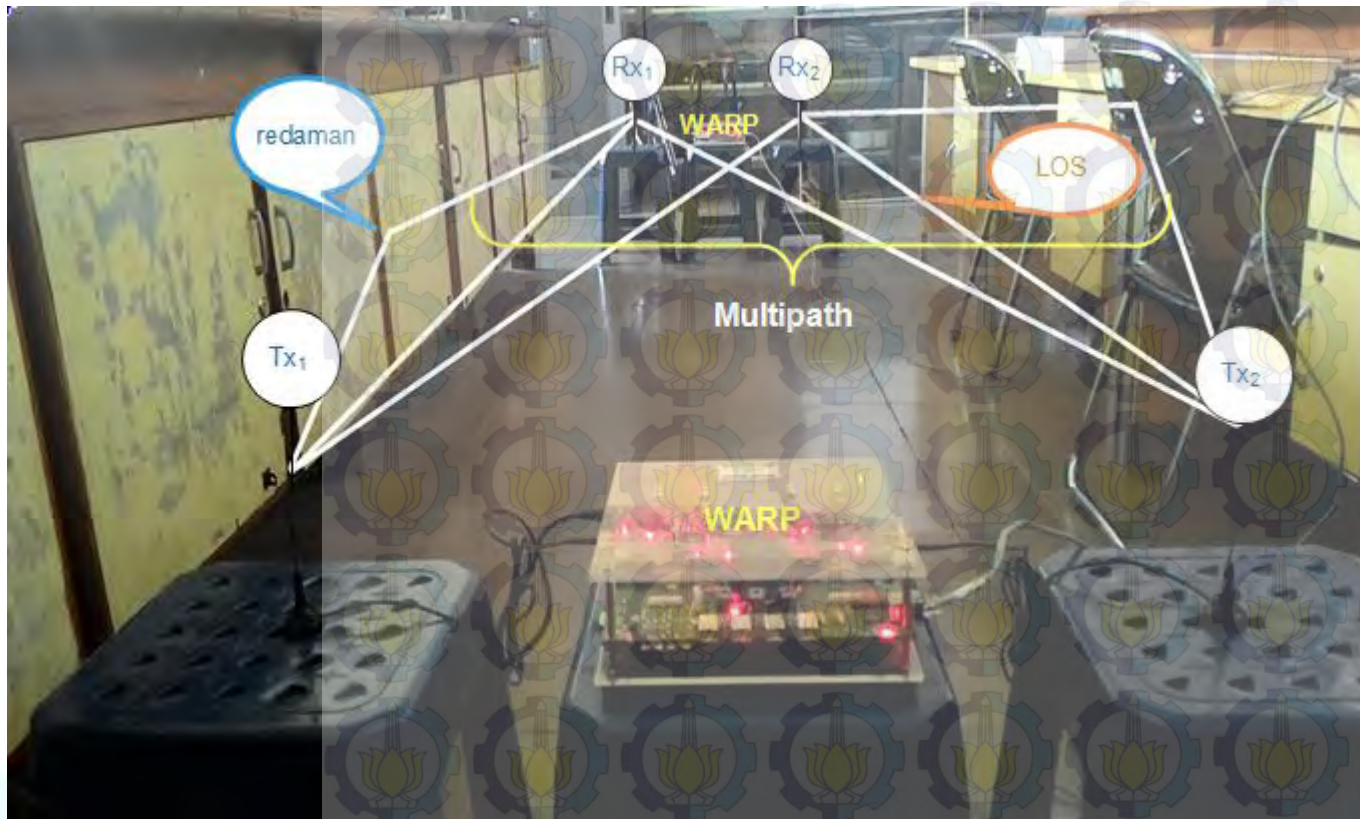 Rx₁
Rx₂
WARP
redaman
LOS
Multipath
Tx₁
Tx₂
WARP